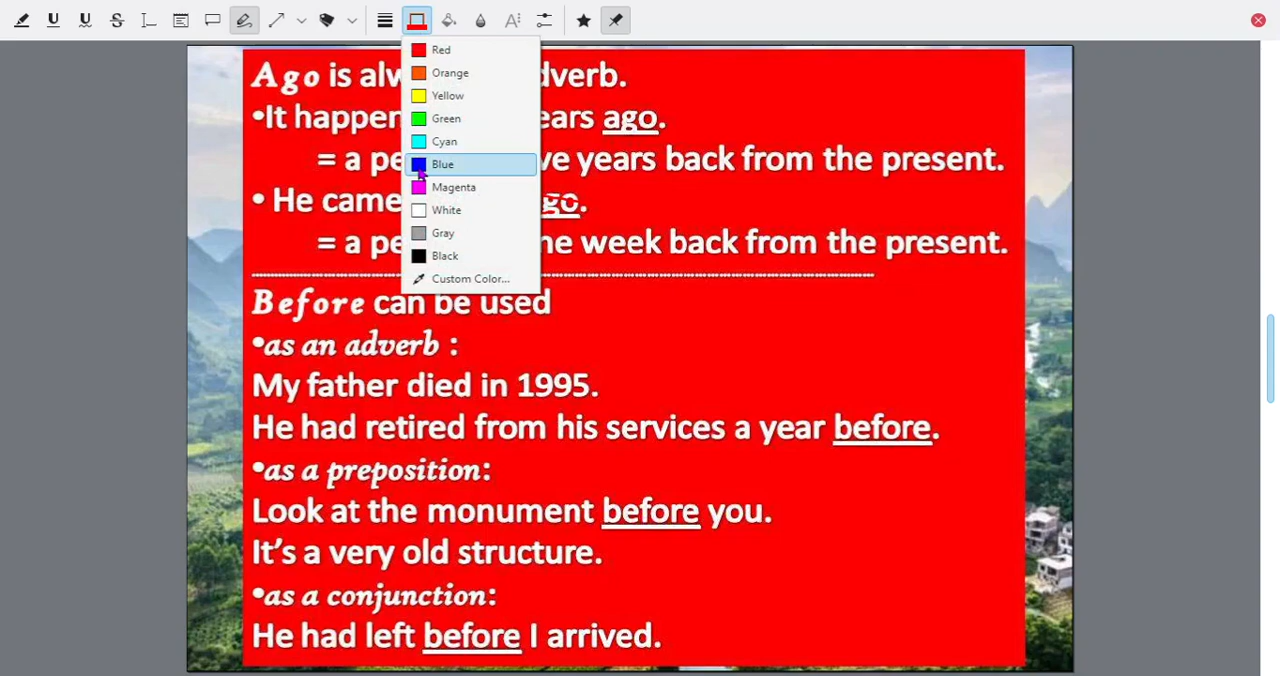 Red
Orange
Yellow
Green
Cyan
Blue
Magenta
White
Gray
Black
Custom Color...
Ago is alw dverb.
•It happen ears ago.
= a pe ve years back from the present.
• He came go.
= a pe ne week back from the present.
Before can be used
•as an adverb :
My father died in 1995.
He had retired from his services a year before.
•as a preposition:
Look at the monument before you.
It's a very old structure.
•as a conjunction:
He had left before I arrived.